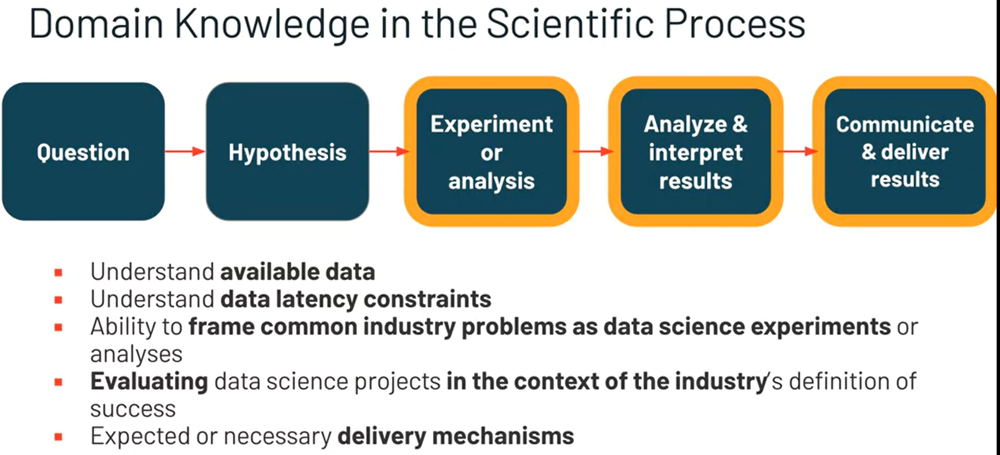 Domain Knowledge in the Scientific Process
Question
Hypothesis
Experiment
or
analysis
Analyze &
interpret
results
Communicate
& deliver
results
Understand available data
Understand data latency constraints
Ability to frame common industry problems as data science experiments or
analyses
Evaluating data science projects in the context of the industry's definition of
success
Expected or necessary delivery mechanisms